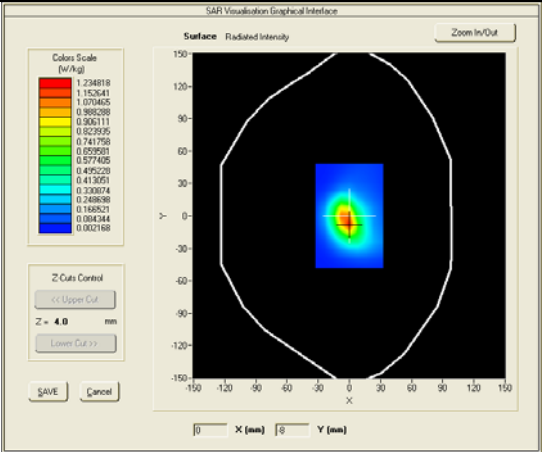 SAR Visualisation Graphical Interface
Surface Radiated Intensity
Zoom In/Out
Colors Scale
(W/kg)
1.234818
1.152641
1.070465
0.988288
0.906111
0.823935
0.741758
0.659581
0.577405
0.495228
0.413051
0.330874
0.248698
0.166521
0.084344
0.002168
Z-Cuts Control
<< Upper Cut
Z = 4.0 mm
Lower Cut >>
SAVE Cancel
150-
120-
90-
60-
30-
0-
-30-
-60-
-90-
-120-
-150-
Y
-150 -120 -90 -60 -30 0 30 60 90 120 150
X
0 X (mm) -8 Y (mm)